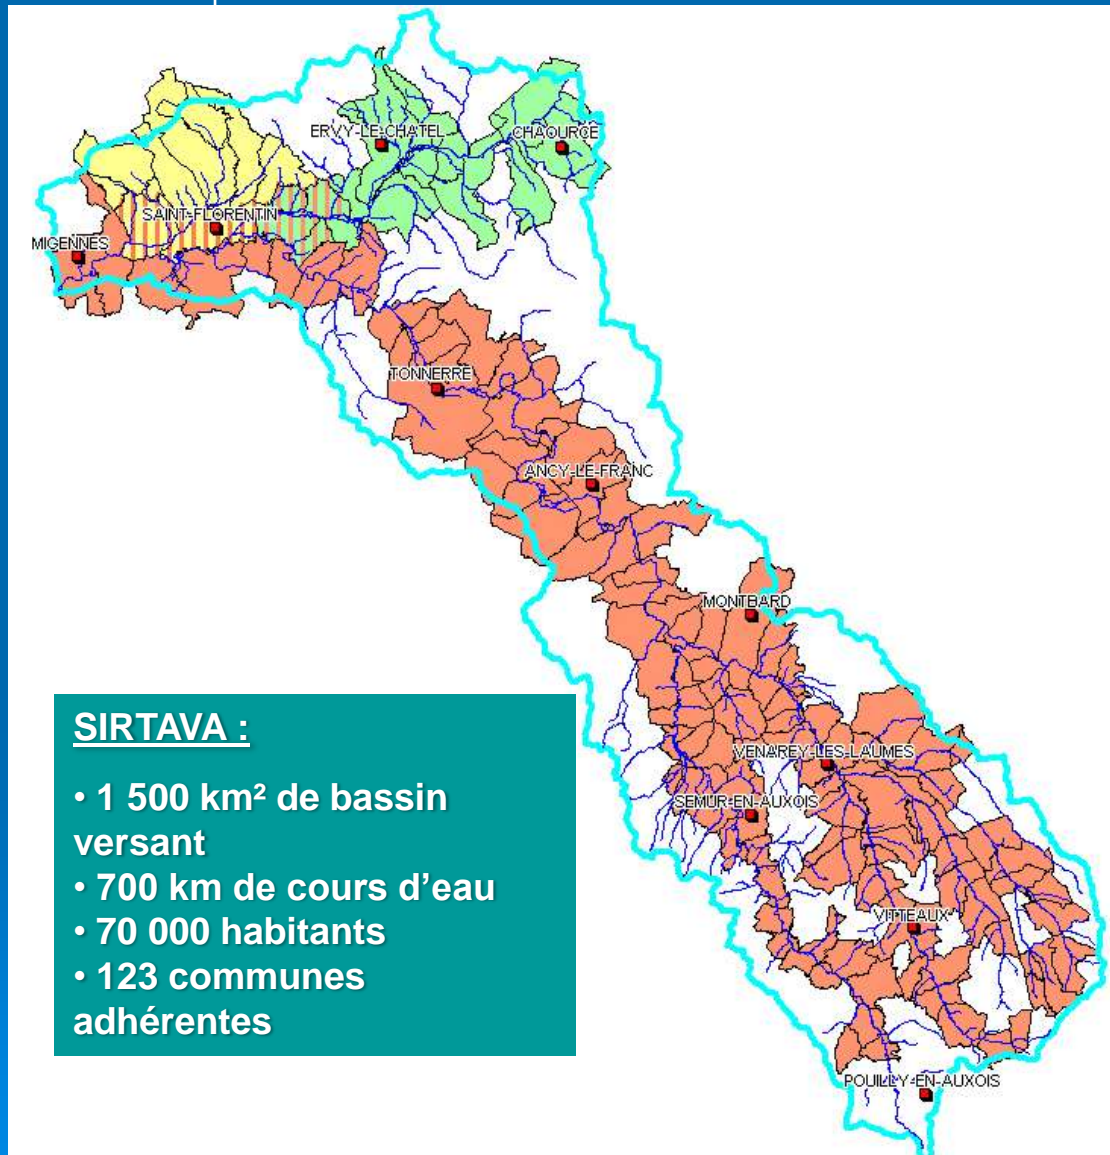 ERVY-LE-CHATEL
CHAOURCE
SAINT-FLORENTIN
MIGENNES
TONNERRE
ANCY-LE-FRANC
MONTBARD
VENAREY-LES-LAUMES
SEMUR-EN-AUXOIS
VITTEAUX
POUILLY-EN-AUXOIS
SIRTAVA :
• 1 500 km² de bassin
versant
• 700 km de cours d’eau
• 70 000 habitants
• 123 communes
adhérentes